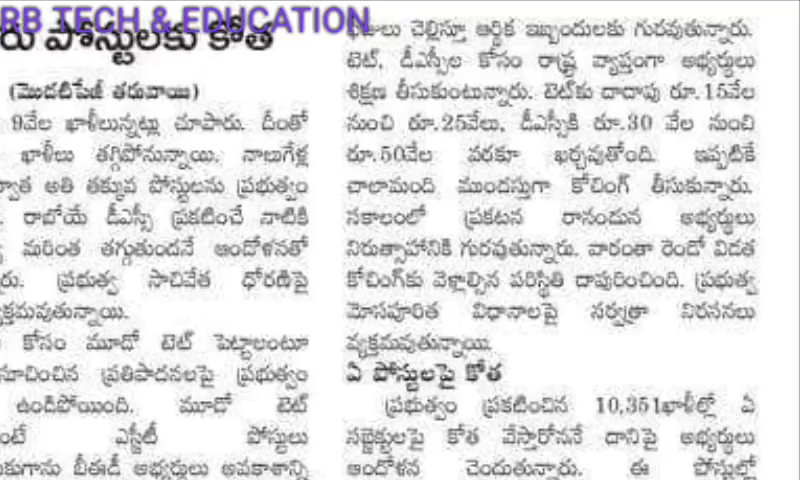 RB TECH & EDUCATION
రు పోస్టులకు కోత
(మొదటిపేజీ తరువాయి)
9వేల ఖాళీలున్నట్లు చూపారు. దీంతో
ఖాళీలు తగ్గిపోనున్నాయి. నాలుగేళ్ల
ర్వాత అతి తక్కువ పోస్టులను ప్రభుత్వం
. రాబోయే డీఎస్సీ ప్రకటించే నాటికి
మరింత తగ్గుతుందనే ఆందోళనతో
రు. ప్రభుత్వ సాచివేత ధోరణిపై
క్తమవుతున్నాయి.
కోసం మూడో టెట్ పెట్టాలంటూ
సూచించిన ప్రతిపాదనలపై ప్రభుత్వం
ఉండిపోయింది. మూడో టెట్
ంటే ఎస్జీటీ పోస్టులు
కుగాను బీఈడీ అభ్యర్థులు అవకాశాన్ని
చెల్లిస్తూ ఆర్థిక ఇబ్బందులకు గురవుతున్నారు.
టెట్, డీఎస్సీల కోసం రాష్ట్ర వ్యాప్తంగా అభ్యర్థులు
శిక్షణ తీసుకుంటున్నారు. టెట్‌కు దాదాపు రూ.15వేల
నుంచి రూ.25వేలు, డీఎస్సీకి రూ.30 వేల నుంచి
రూ.50వేల వరకూ ఖర్చవుతోంది. ఇప్పటికే
చాలామంది ముందస్తుగా కోచింగ్ తీసుకున్నారు.
సకాలంలో ప్రకటన రానందున అభ్యర్థులు
నిరుత్సాహానికి గురవుతున్నారు. వారంతా రెండో విడత
కోచింగ్‌కు వెళ్లాల్సిన పరిస్థితి దాపురించింది. ప్రభుత్వ
మోసపూరిత విధానాలపై సర్వత్రా నిరసనలు
వ్యక్తమవుతున్నాయి.
ఏ పోస్టులపై కోత
ప్రభుత్వం ప్రకటించిన 10,351ఖాళీల్లో ఏ
సబ్జెక్టులపై కోత వేస్తారోననే దానిపై అభ్యర్థులు
ఆందోళన చెందుతున్నారు. ఈ పోస్టుల్లో